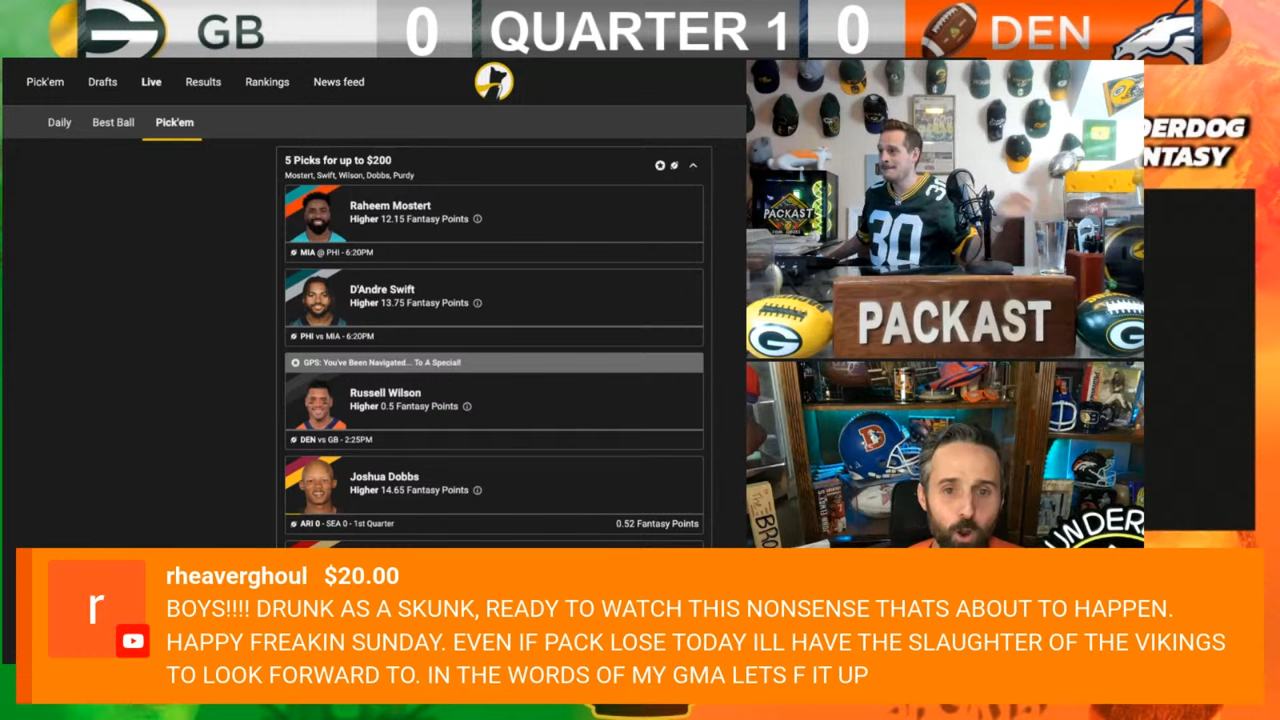 GB 0 QUARTER 1 0 DEN
Pick'em Drafts Live Results Rankings News feed
Daily Best Ball Pick'em
5 Picks for up to $200
Mostert, Swift, Wilson, Dobbs, Purdy
Raheem Mostert
Higher 12.15 Fantasy Points
MIA @ PHI - 6:20PM
D'Andre Swift
Higher 13.75 Fantasy Points
PHI vs MIA - 6:20PM
GPS: You've Been Navigated... To A Special!
Russell Wilson
Higher 0.5 Fantasy Points
DEN vs GB - 2:25PM
Joshua Dobbs
Higher 14.65 Fantasy Points
ARI 0 - SEA 0 - 1st Quarter 0.52 Fantasy Points
DERDOG
NTASY
PACKAST
30
30
PACKAST
G
G
D
THE BRO
JOHN ELWAY
UNDER
r
rheaverghoul $20.00
BOYS!!!! DRUNK AS A SKUNK, READY TO WATCH THIS NONSENSE THATS ABOUT TO HAPPEN.
HAPPY FREAKIN SUNDAY. EVEN IF PACK LOSE TODAY ILL HAVE THE SLAUGHTER OF THE VIKINGS
TO LOOK FORWARD TO. IN THE WORDS OF MY GMA LETS F IT UP